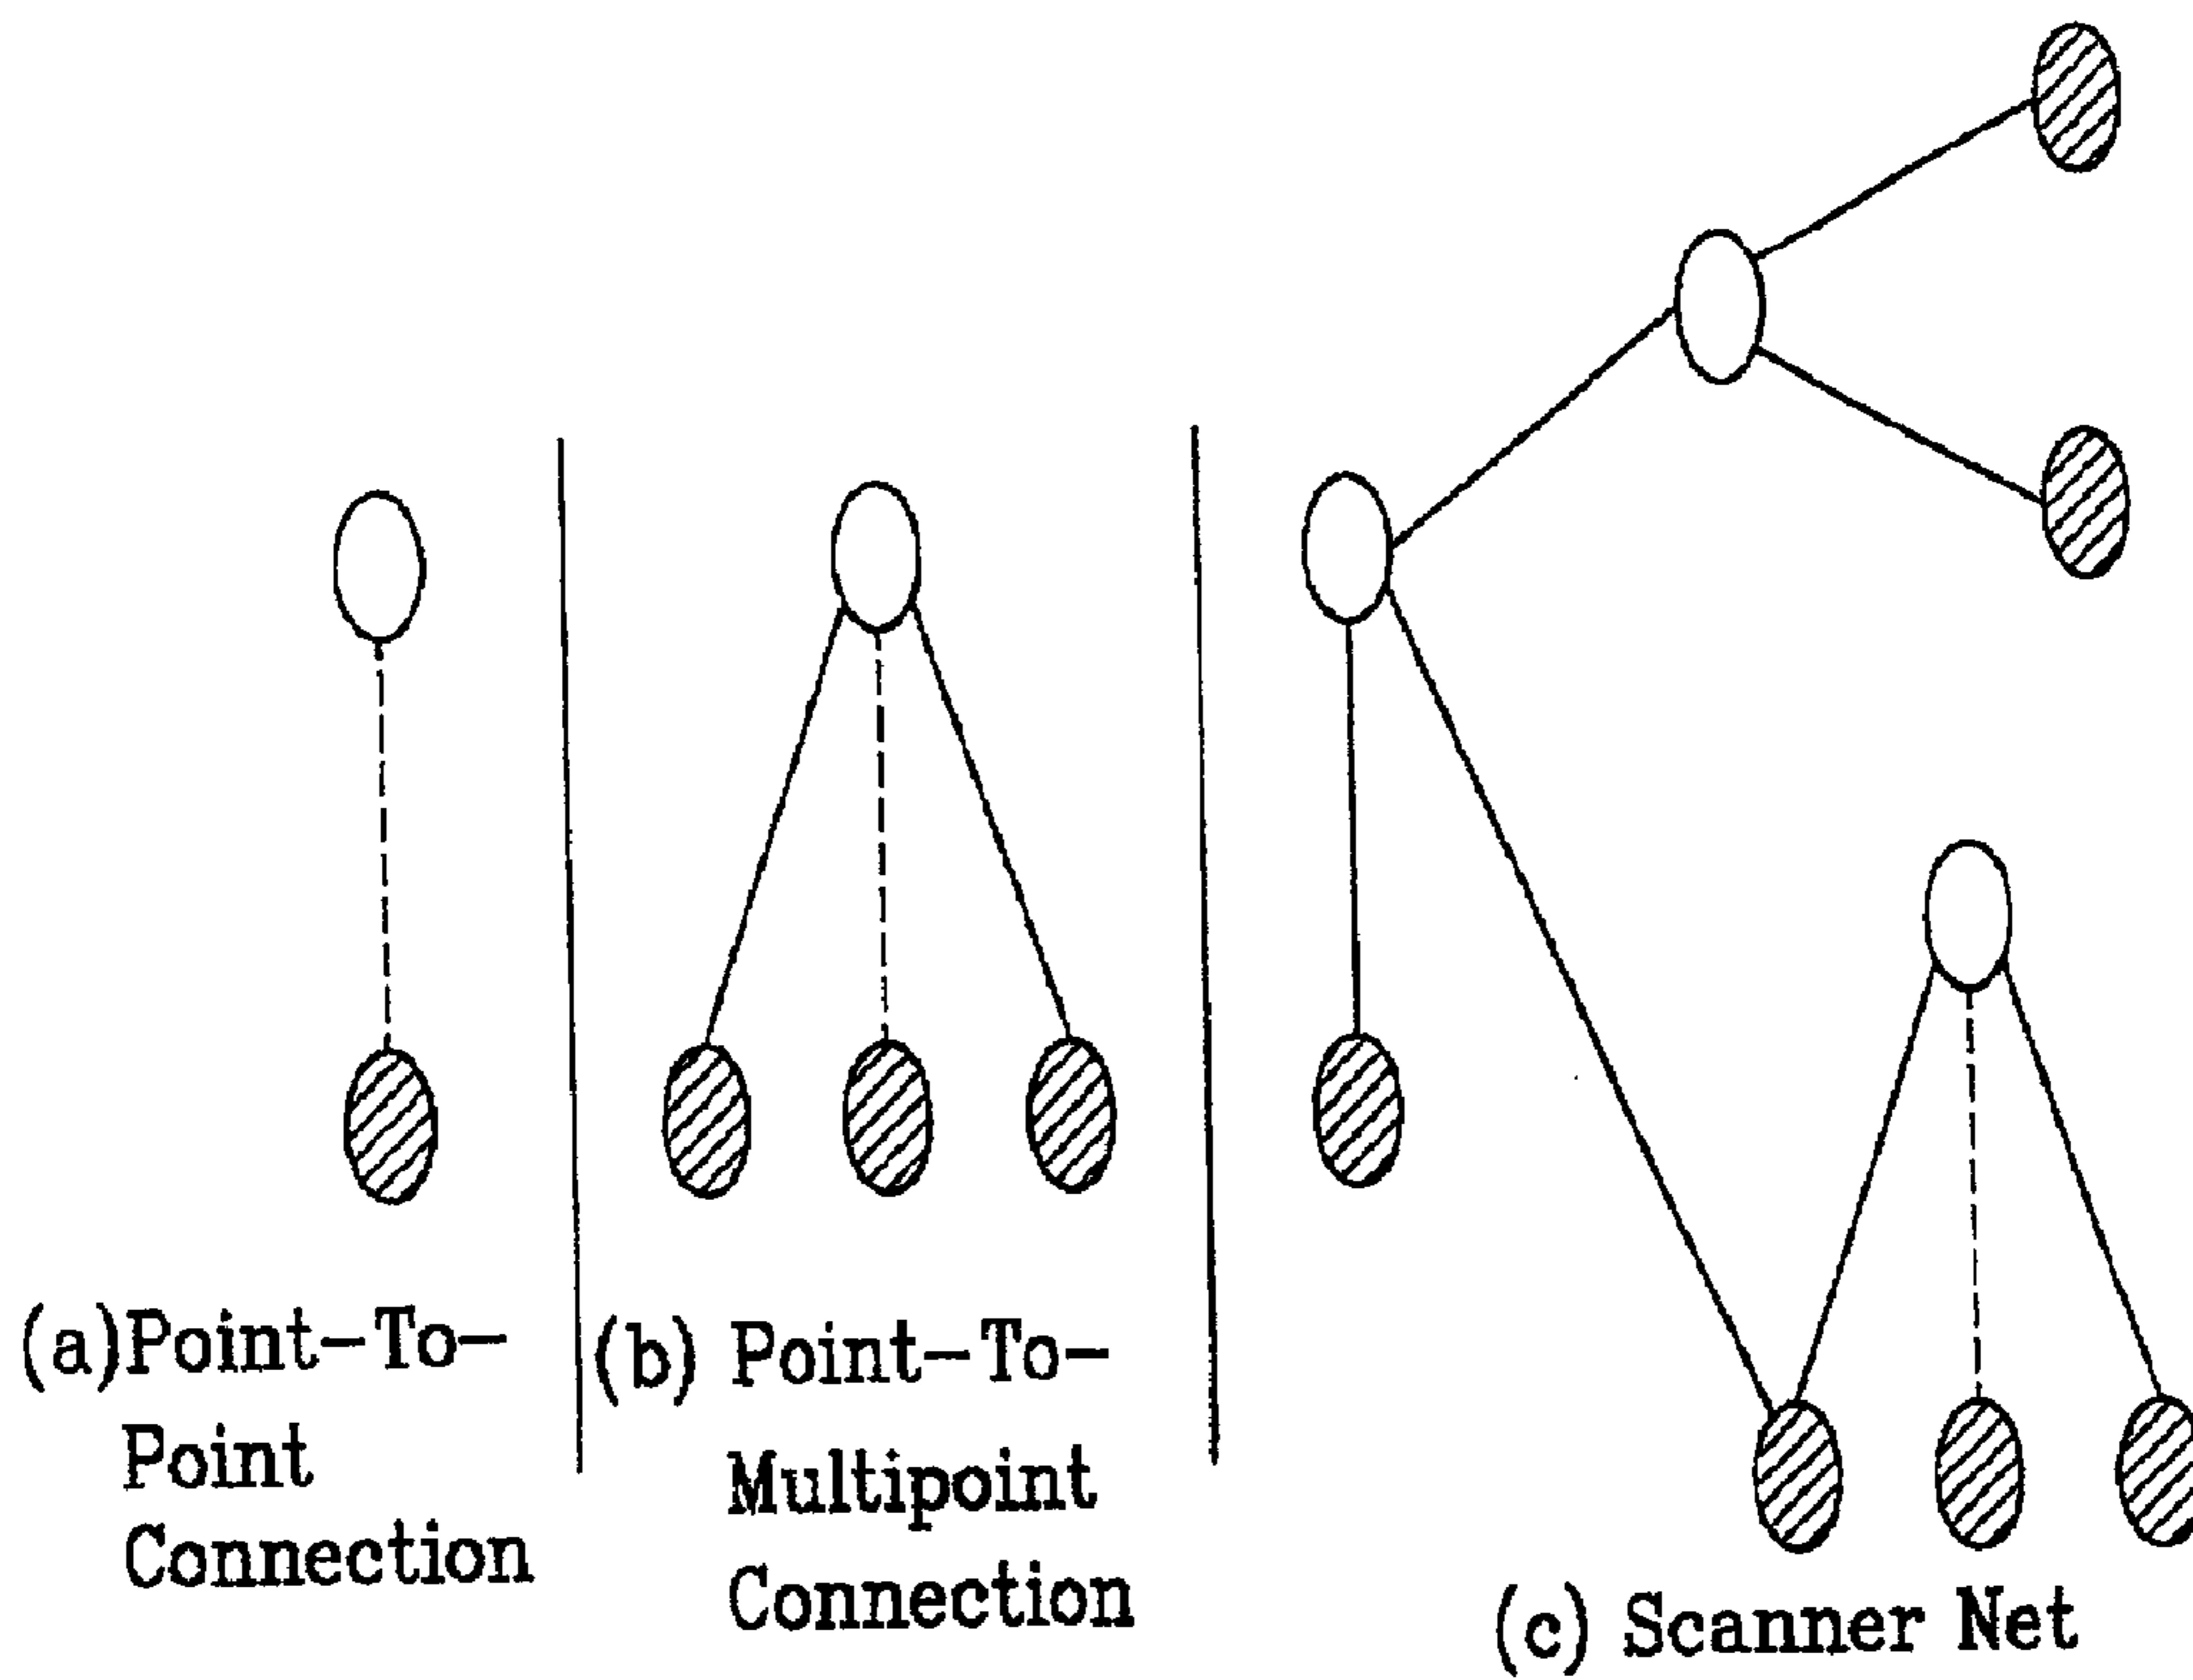 (a)Point-To-
Point
Connection
(b) Point-To-
Multipoint
Connection
(c) Scanner Net